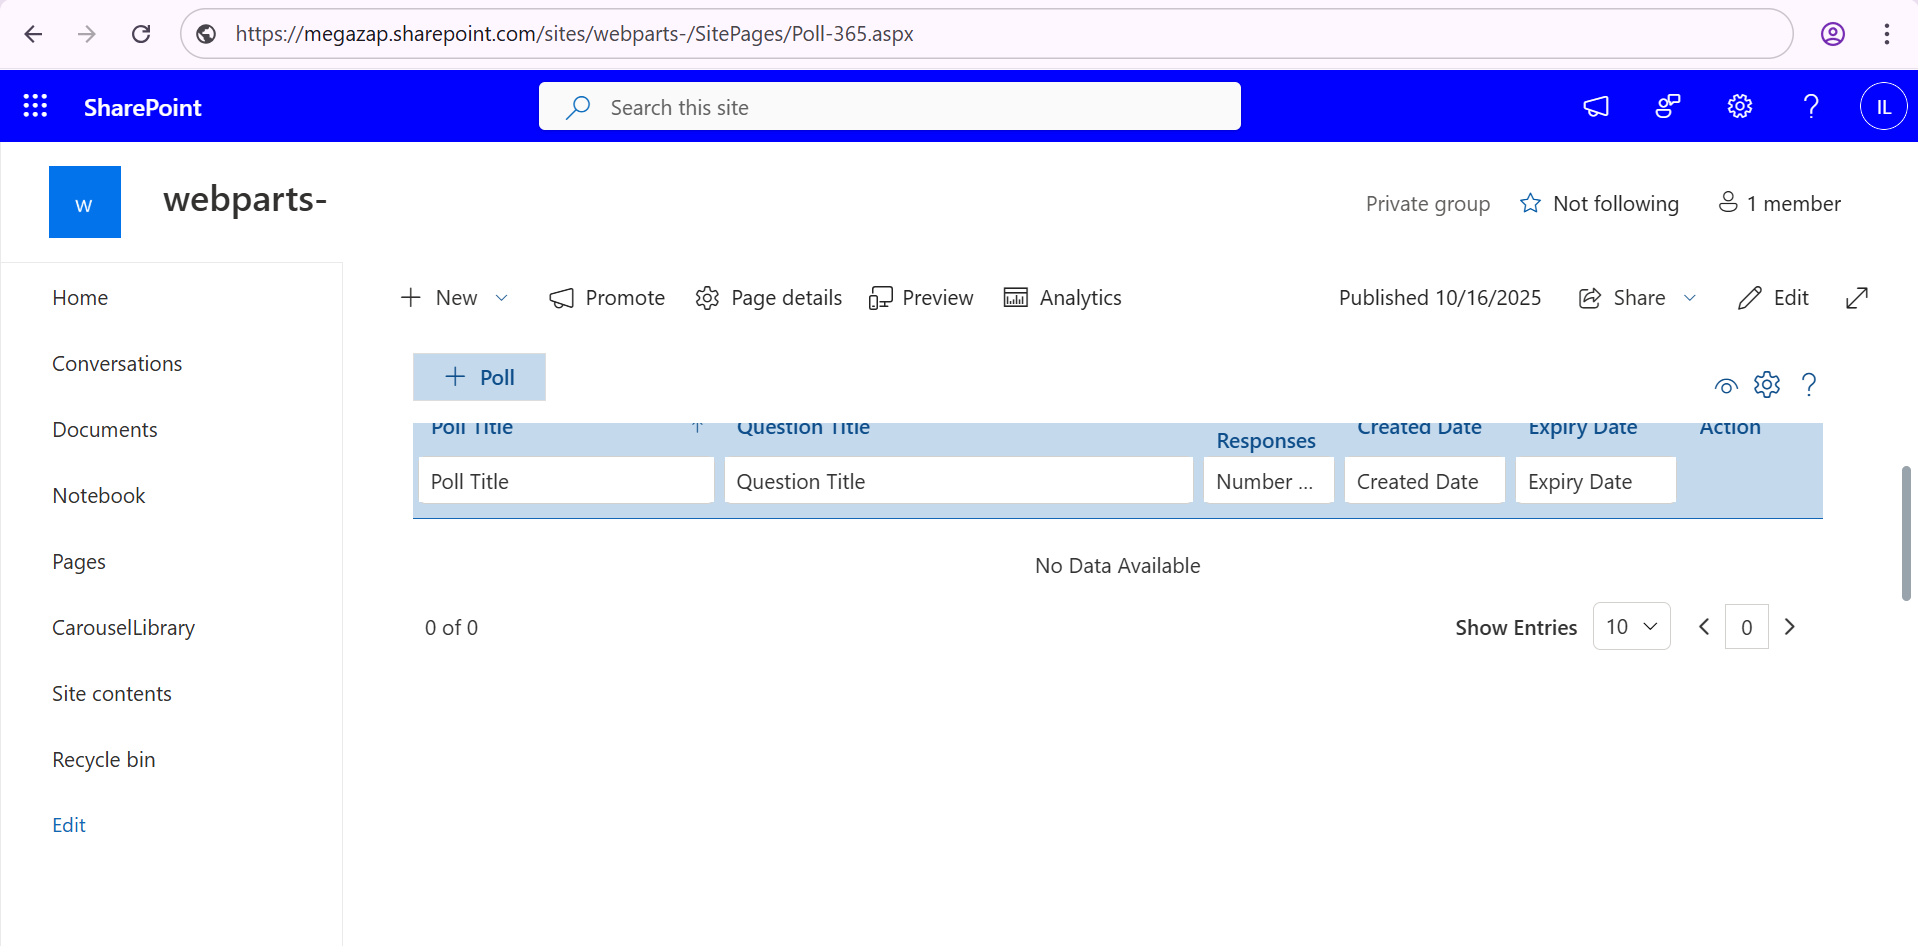 https://megazap.sharepoint.com/sites/webparts-/SitePages/Poll-365.aspx
SharePoint
Search this site
IL
W
webparts-
Private group
Not following
1 member
Home
Conversations
Documents
Notebook
Pages
CarouselLibrary
Site contents
Recycle bin
Edit
New
Promote
Page details
Preview
Analytics
Published 10/16/2025
Share
Edit
Poll
Poll Title
Question Title
Responses
Created Date
Expiry Date
Action
Poll Title
Question Title
Number ...
Created Date
Expiry Date
No Data Available
0 of 0
Show Entries
10
0